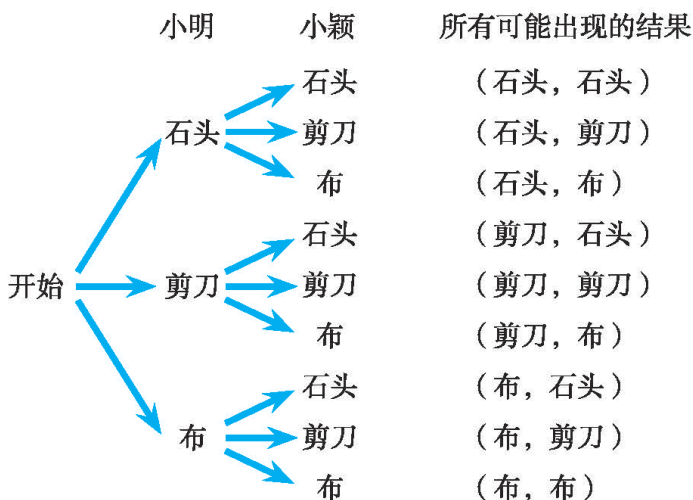 小明 小颖 所有可能出现的结果
石头 （石头，石头）
石头 剪刀 （石头，剪刀）
布 （石头，布）
石头 （剪刀，石头）
开始 剪刀 剪刀 （剪刀，剪刀）
布 （剪刀，布）
石头 （布，石头）
布 剪刀 （布，剪刀）
布 （布，布）